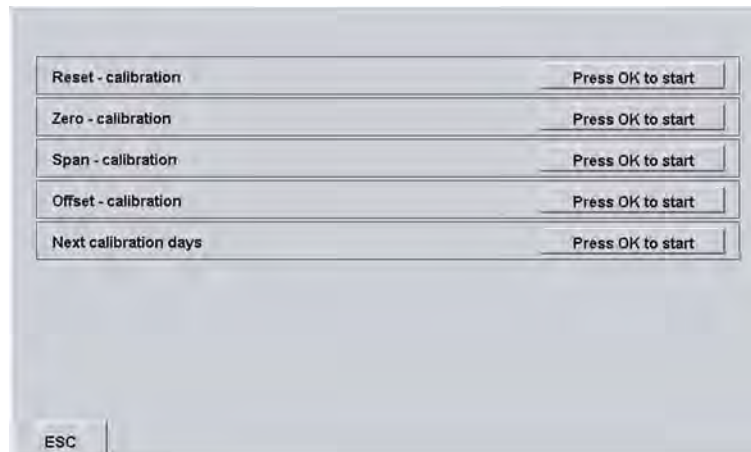 Reset - calibration Press OK to start
Zero - calibration Press OK to start
Span - calibration Press OK to start
Offset - calibration Press OK to start
Next calibration days Press OK to start
ESC